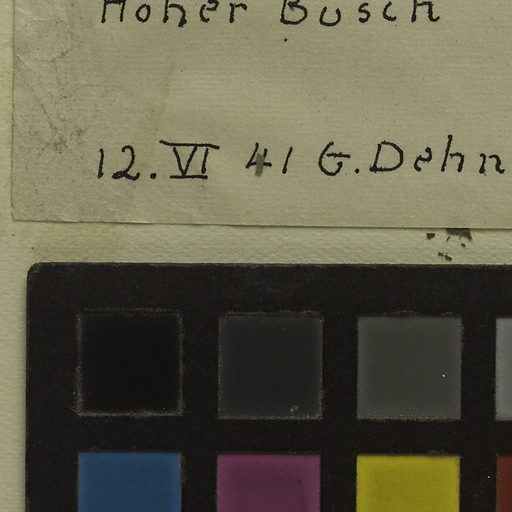 Hoher Busch
12. VI 41 G. Dehn